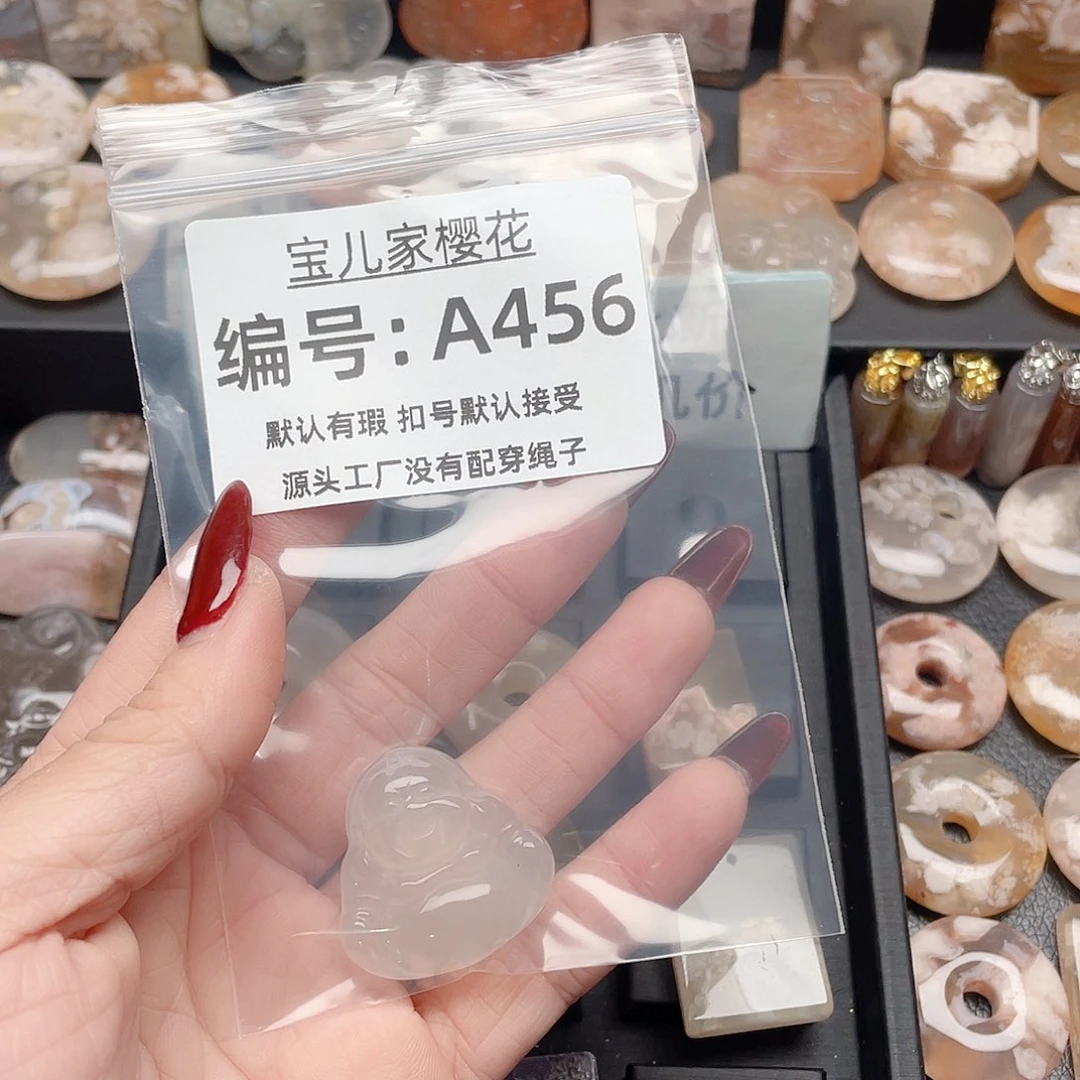 宝儿家樱花
编号：A456
默认有瑕 扣号默认接受
源头工厂没有配穿绳子
价